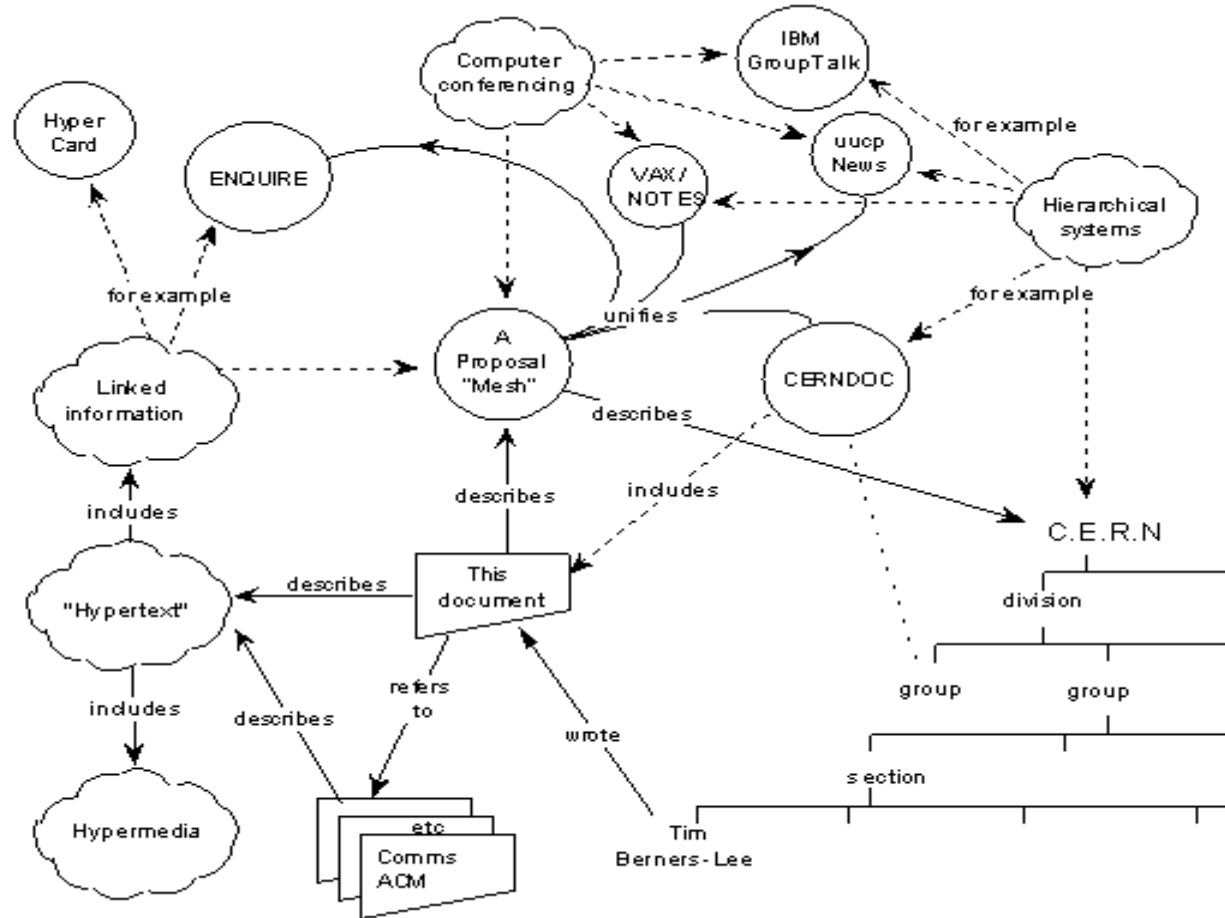 IBM
GroupTalk
Computer
conferencing
Hyper
Card
for example
uucp
News
ENQUIRE
VAX/
NOTES
Hierarchical
systems
for example
for example
unifies
A
Proposal
"Mesh"
Linked
information
CERNDOC
describes
describes
includes
includes
C.E.R.N
This
document
describes
"Hypertext"
division
refers
to
group
group
includes
describes
wrote
section
Hypermedia
etc
Comms
ACM
Tim
Berners-Lee